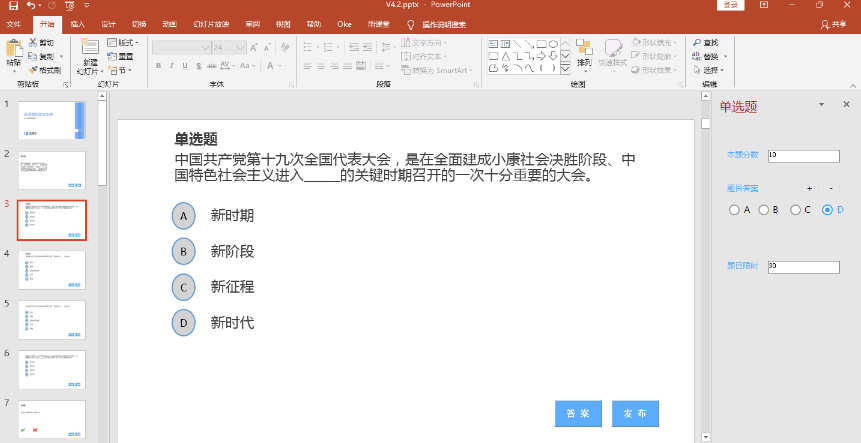 V4.2.pptx - PowerPoint
登录
文件 开始 插入 设计 切换 动画 幻灯片放映 审阅 视图 帮助 Oke 雨课堂 操作说明搜索 共享
粘贴
剪切
复制
格式刷
剪贴板
新建
幻灯片
版式
重置
节
幻灯片
24
字体
文字方向
对齐文本
转换为 SmartArt
段落
排列
快速样式
形状填充
形状轮廓
形状效果
绘图
查找
替换
选择
编辑
1
2
3
4
5
6
7
单选题
中国共产党第十九次全国代表大会，是在全面建成小康社会决胜阶段、中
国特色社会主义进入_____的关键时期召开的一次十分重要的大会。
A 新时期
B 新阶段
C 新征程
D 新时代
答 案 发 布
单选题
本题分数 10
题目答案 + -
A B C D
30